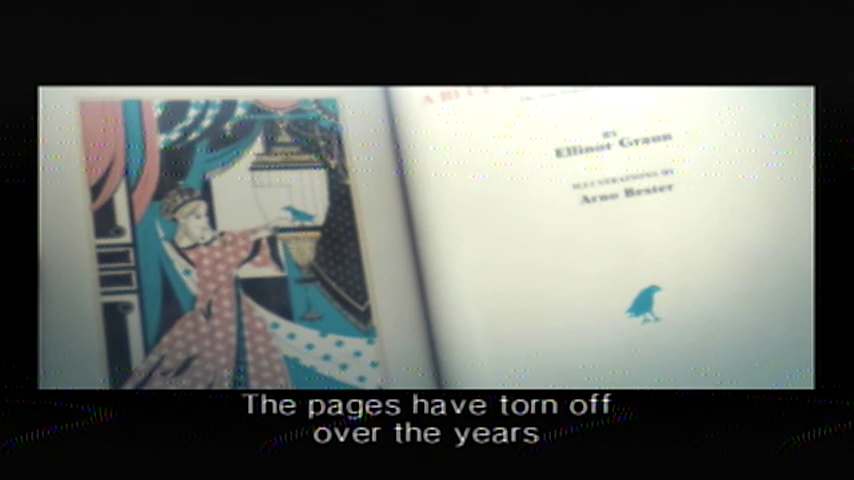 BY
Ellinor Graun
ILLUSTRATIONS BY
Arno Bester
The pages have torn off
over the years